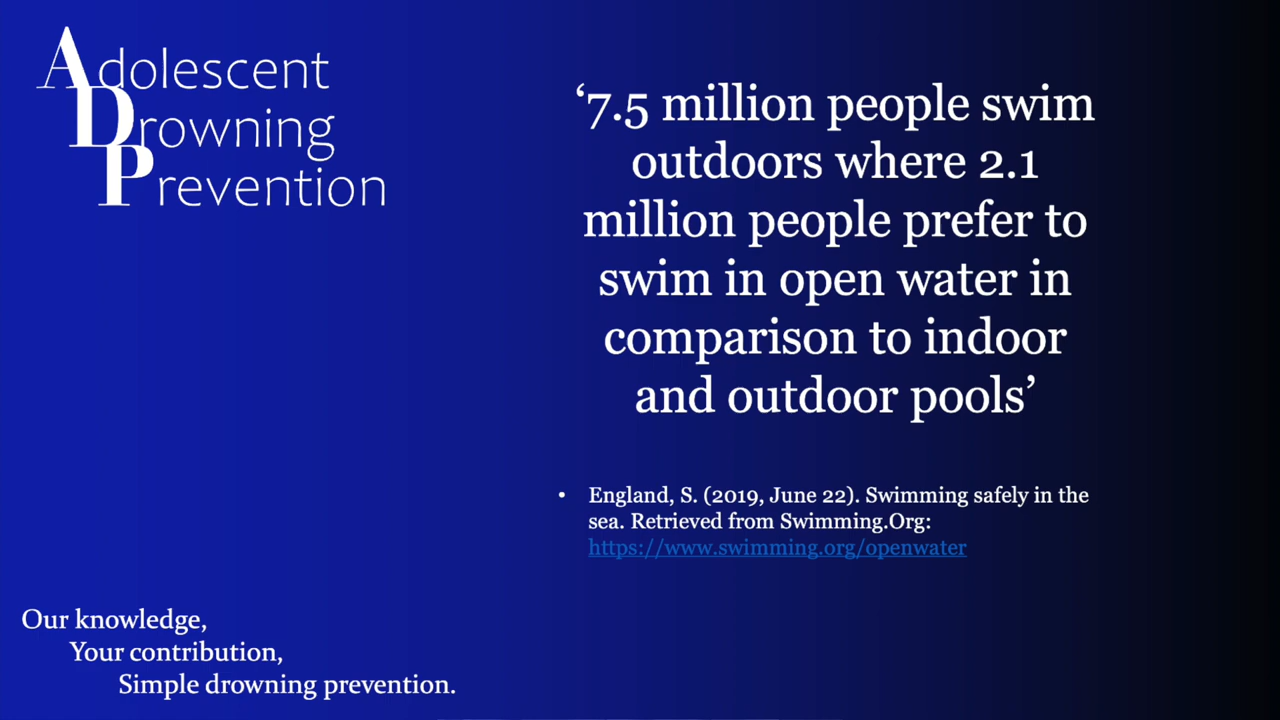 Adolescent
Drowning
Prevention
‘7.5 million people swim
outdoors where 2.1
million people prefer to
swim in open water in
comparison to indoor
and outdoor pools’
• England, S. (2019, June 22). Swimming safely in the
sea. Retrieved from Swimming.Org:
https://www.swimming.org/openwater
Our knowledge,
Your contribution,
Simple drowning prevention.